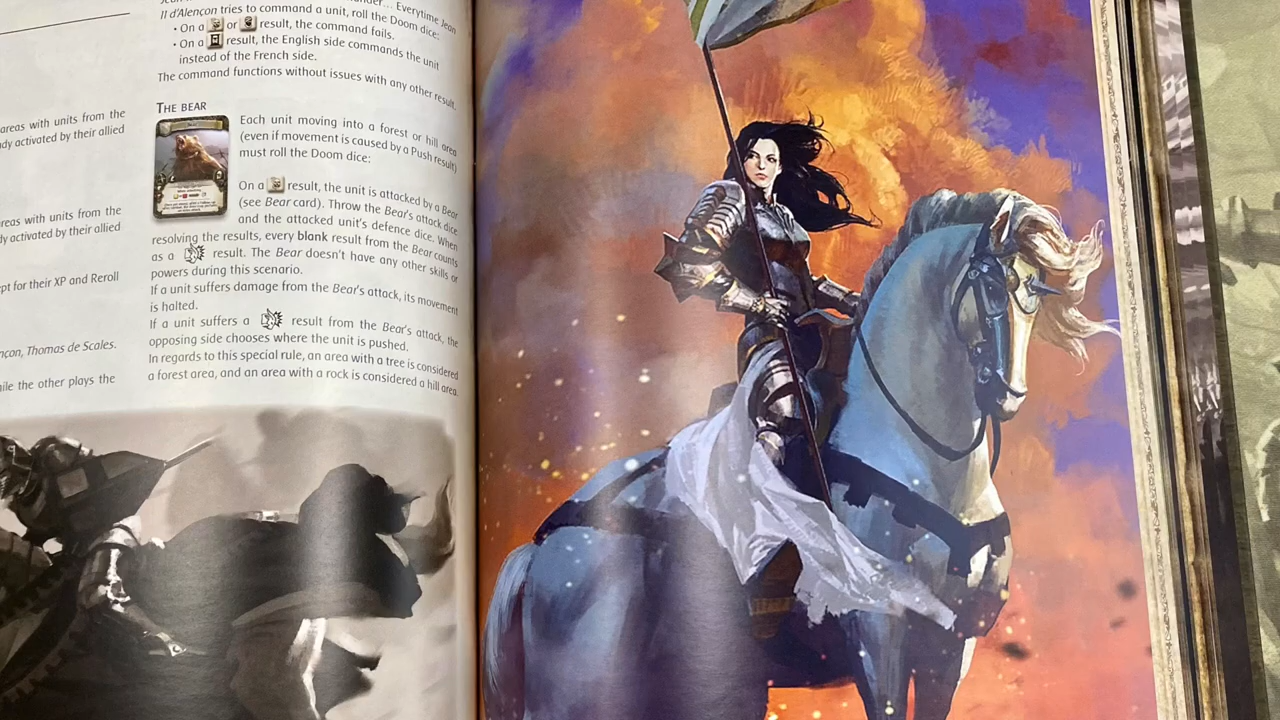 areas with units from the
dy activated by their allied
reas with units from the
dy activated by their allied
ept for their XP and Reroll
nçon, Thomas de Scales.
hile the other plays the
Everytime Jean
II d'Alençon tries to command a unit, roll the Doom dice:
• On a or result, the command fails.
• On a result, the English side commands the unit
instead of the French side.
The command functions without issues with any other result.
THE BEAR
Each unit moving into a forest or hill area
(even if movement is caused by a Push result)
must roll the Doom dice:
On a result, the unit is attacked by a Bear
(see Bear card). Throw the Bear's attack dice
and the attacked unit's defence dice. When
resolving the results, every blank result from the Bear counts
as a result. The Bear doesn't have any other skills or
powers during this scenario.
If a unit suffers damage from the Bear's attack, its movement
is halted.
If a unit suffers a result from the Bear's attack, the
opposing side chooses where the unit is pushed.
In regards to this special rule, an area with a tree is considered
a forest area, and an area with a rock is considered a hill area.